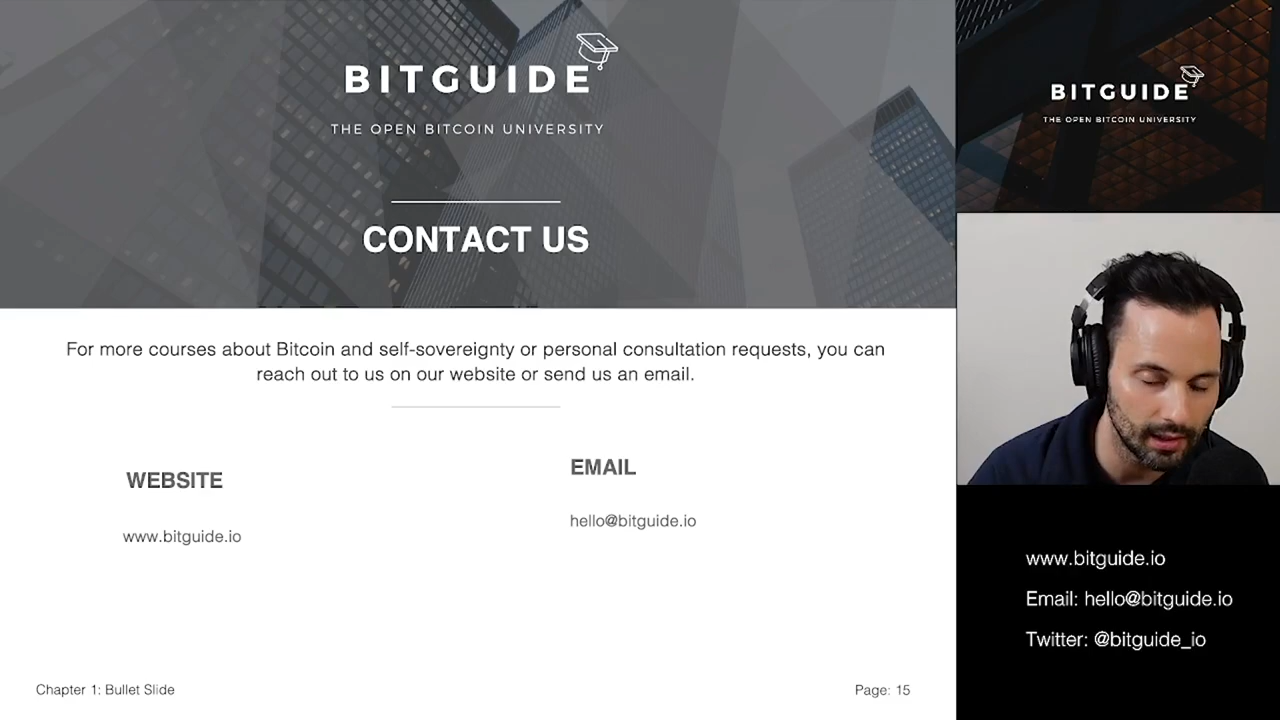 BITGUIDE
THE OPEN BITCOIN UNIVERSITY
CONTACT US
For more courses about Bitcoin and self-sovereignty or personal consultation requests, you can
reach out to us on our website or send us an email.
WEBSITE
www.bitguide.io
EMAIL
hello@bitguide.io
Chapter 1: Bullet Slide
Page: 15
BITGUIDE
THE OPEN BITCOIN UNIVERSITY
www.bitguide.io
Email: hello@bitguide.io
Twitter: @bitguide_io